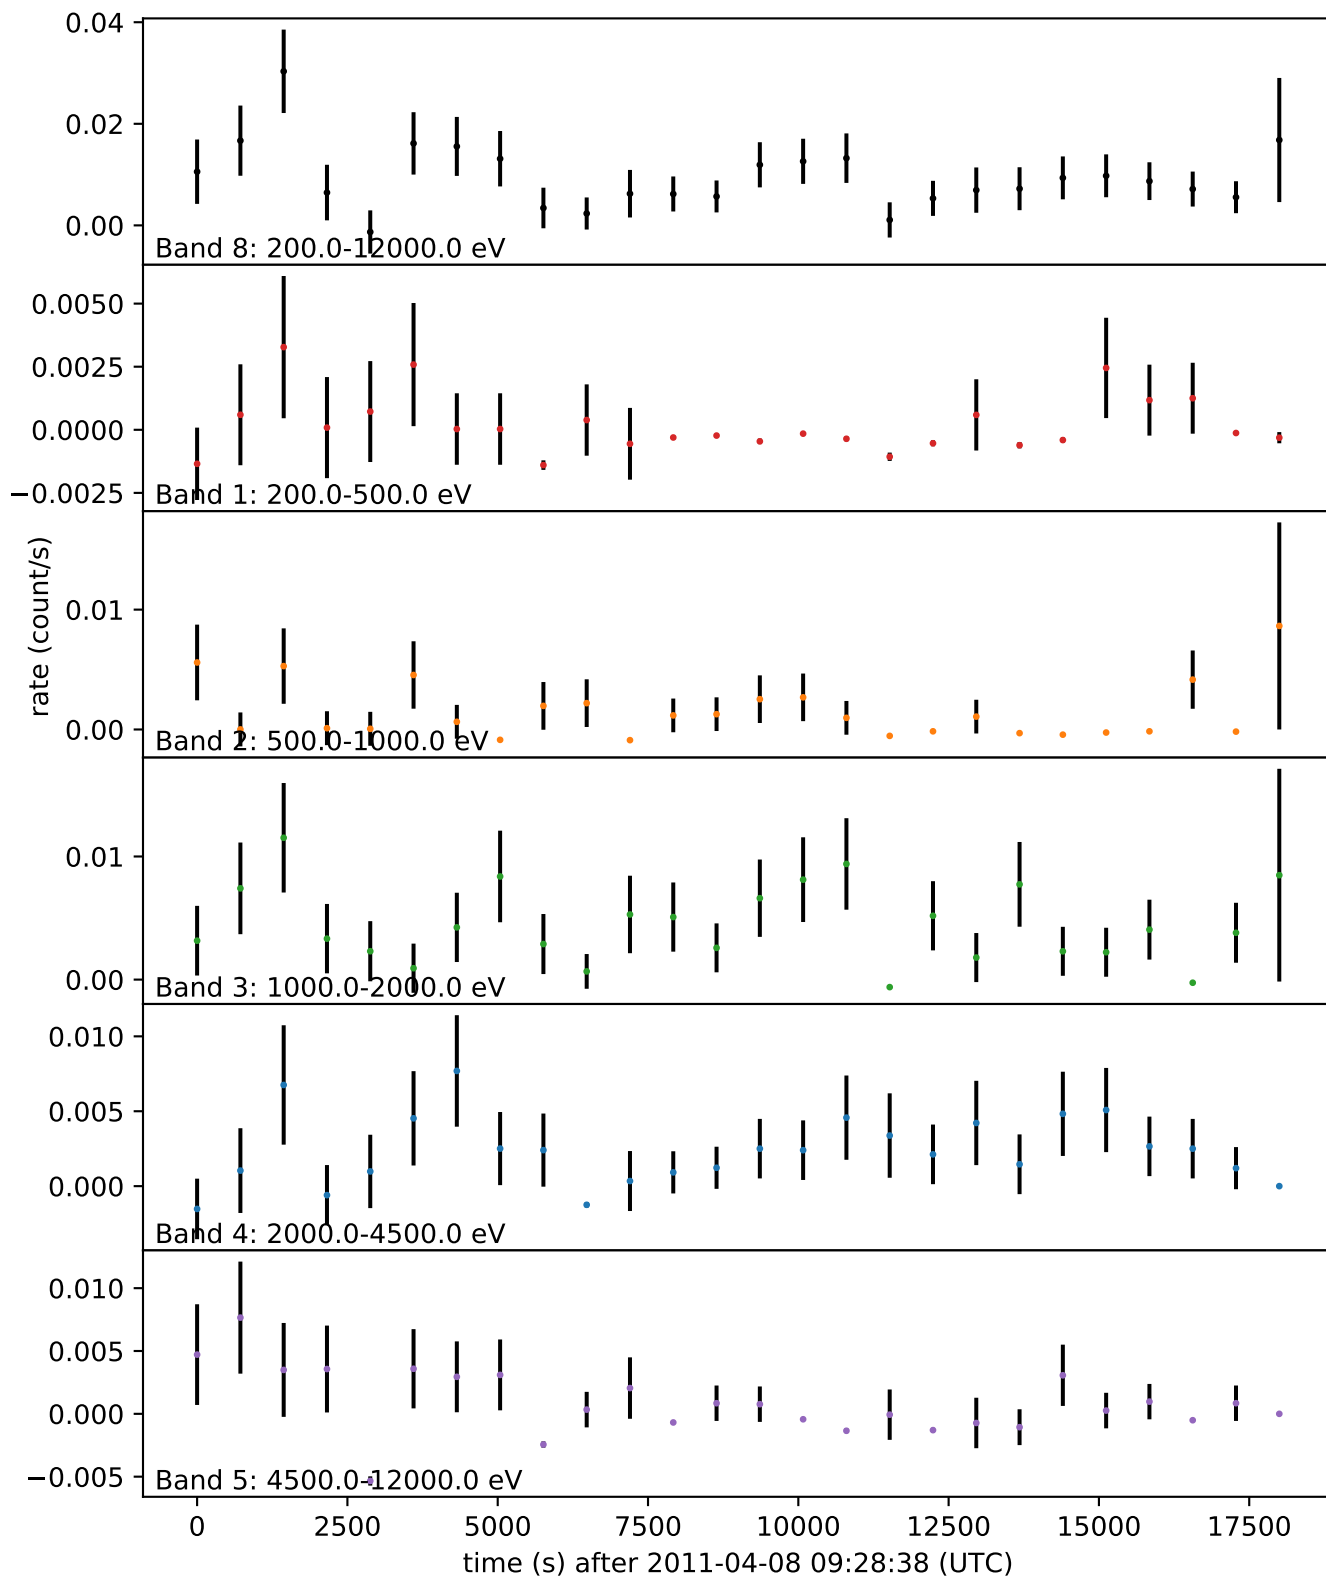 0.04
0.02
0.00
Band 8: 200.0-12000.0 eV
0.0050
0.0025
0.0000
−0.0025
Band 1: 200.0-500.0 eV
rate (count/s)
0.01
0.00
Band 2: 500.0-1000.0 eV
0.01
0.00
Band 3: 1000.0-2000.0 eV
0.010
0.005
0.000
Band 4: 2000.0-4500.0 eV
0.010
0.005
0.000
−0.005
Band 5: 4500.0-12000.0 eV
0 2500 5000 7500 10000 12500 15000 17500
time (s) after 2011-04-08 09:28:38 (UTC)